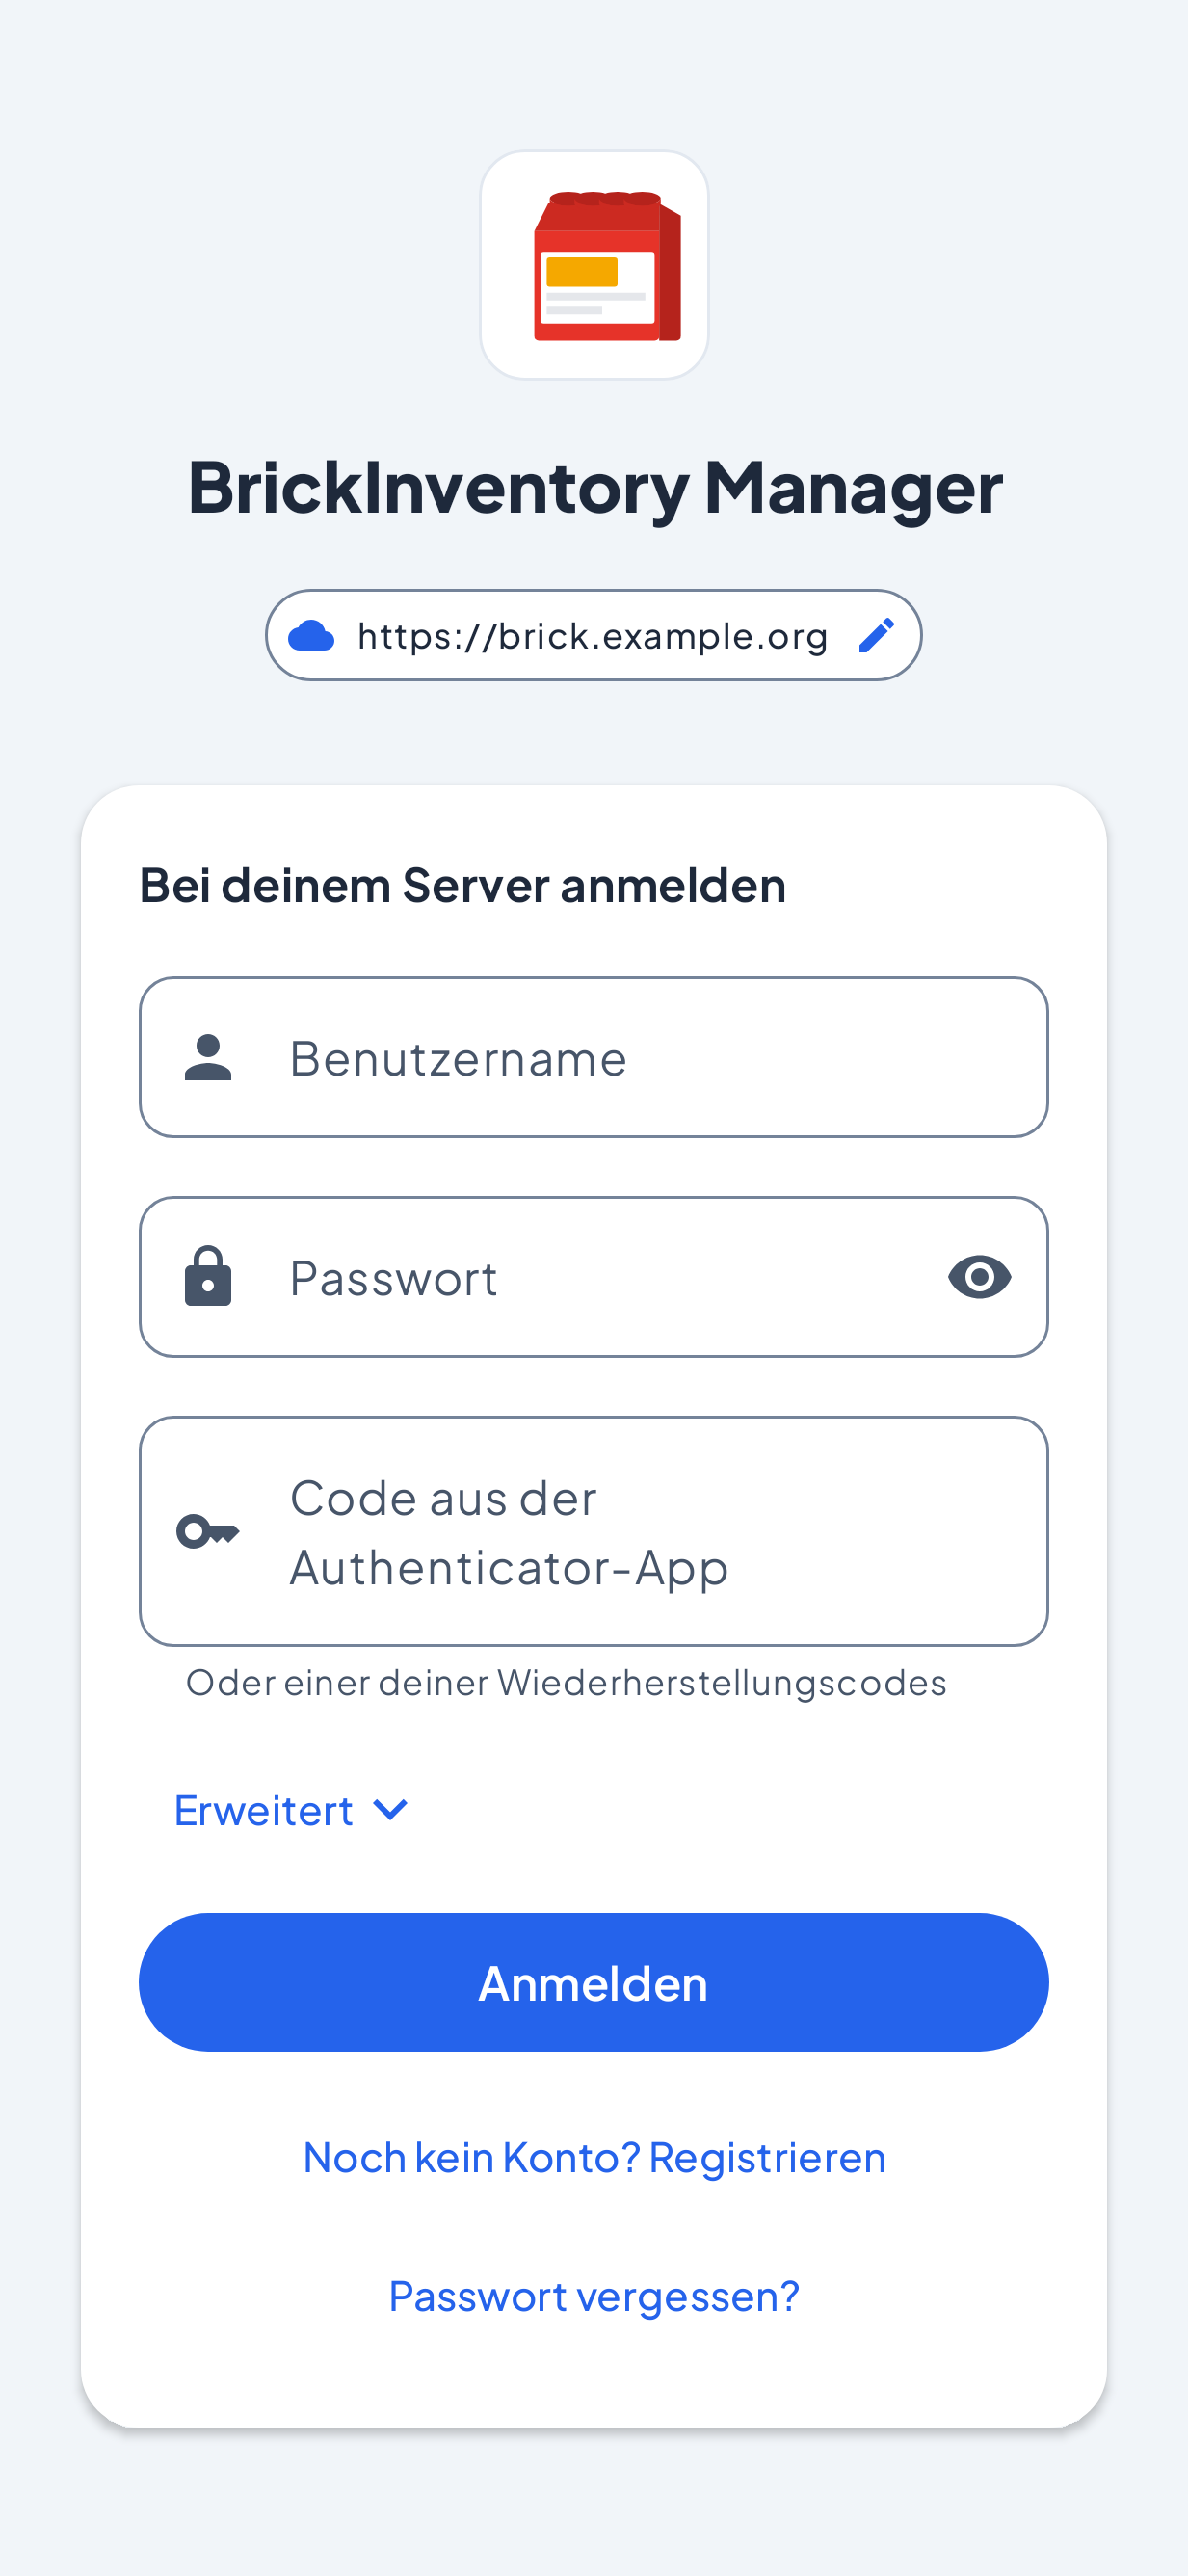 BrickInventory Manager
https://brick.example.org
Bei deinem Server anmelden
Benutzername
Passwort
Code aus der
Authenticator-App
Oder einer deiner Wiederherstellungscodes
Erweitert
Anmelden
Noch kein Konto? Registrieren
Passwort vergessen?